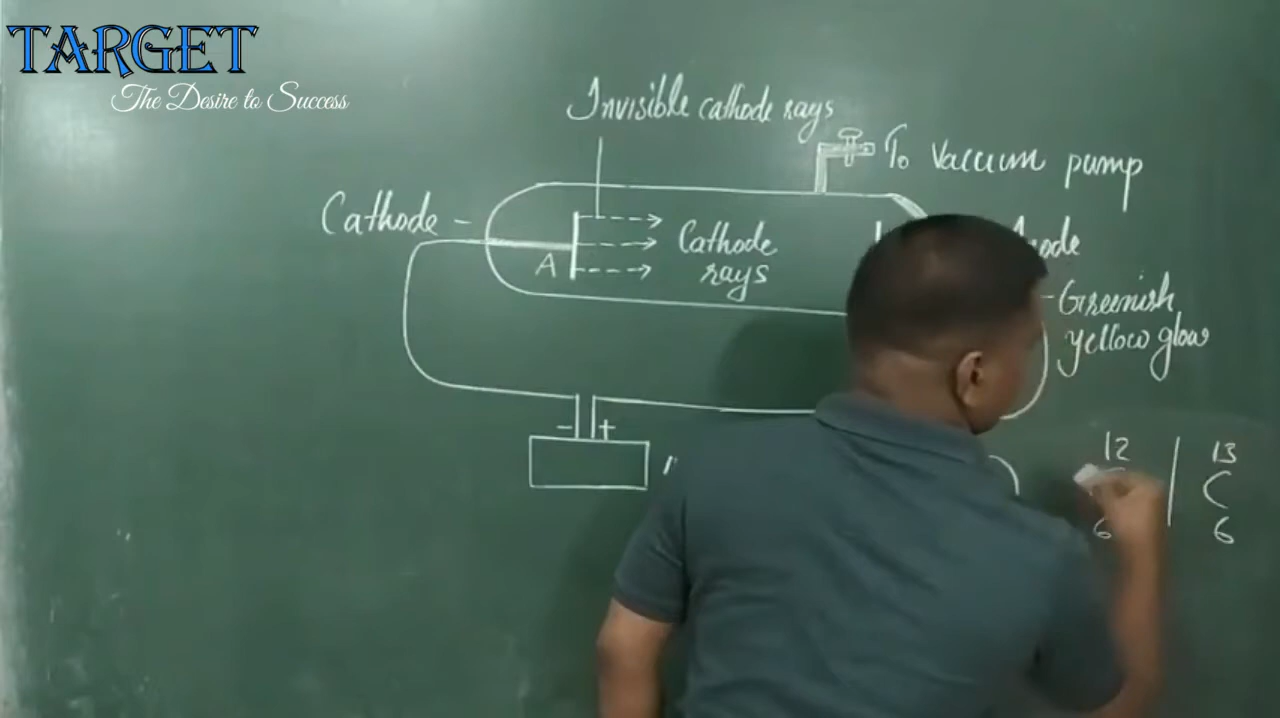 TARGET
The Desire to Success
Invisible cathode rays
To Vaccum pump
Cathode
Cathode
rays
A
Greenish
yellow glow
- +
12 13
C
6 6